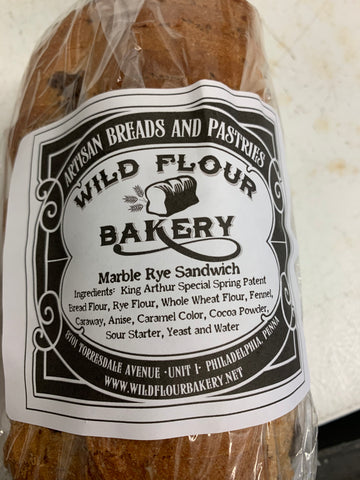 ARTISAN BREADS AND PASTRIES
WILD FLOUR
BAKERY
Marble Rye Sandwich
Ingredients: King Arthur Special Spring Patent
Bread Flour, Rye Flour, Whole Wheat Flour, Fennel,
Caraway, Anise, Caramel Color, Cocoa Powder,
Sour Starter, Yeast and Water
8701 TORRESDALE AVENUE · UNIT I · PHILADELPHIA, PENNA
WWW.WILDFLOURBAKERY.NET